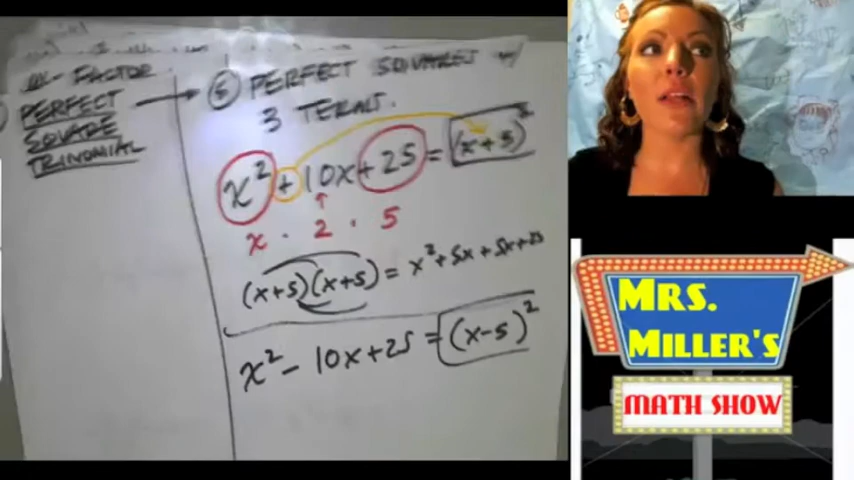 FACTOR
PERFECT
SQUARE
TRINOMIAL
⑤ PERFECT SQUARES
3 TERMS.
x² + 10x + 25 = (x+5)²
x · 2 · 5
(x+5)(x+5) = x² + 5x + 5x + 25
x² - 10x + 25 = (x-5)²
MRS.
MILLER'S
MATH SHOW